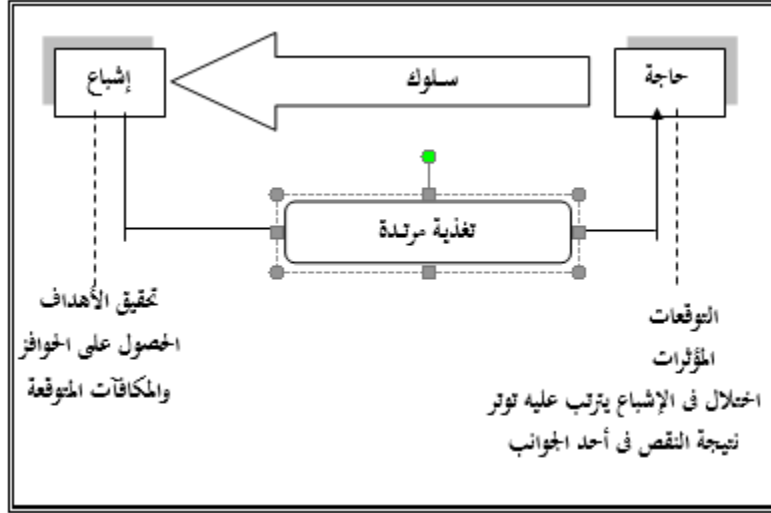 حاجة
سلوك
إشباع
تغذية مرتدة
التوقعات
المؤثرات
اختلال فى الإشباع يترتب عليه توتر
نتيجة النقص فى أحد الجوانب
تحقيق الأهداف
الحصول على الحوافز
والمكافآت المتوقعة